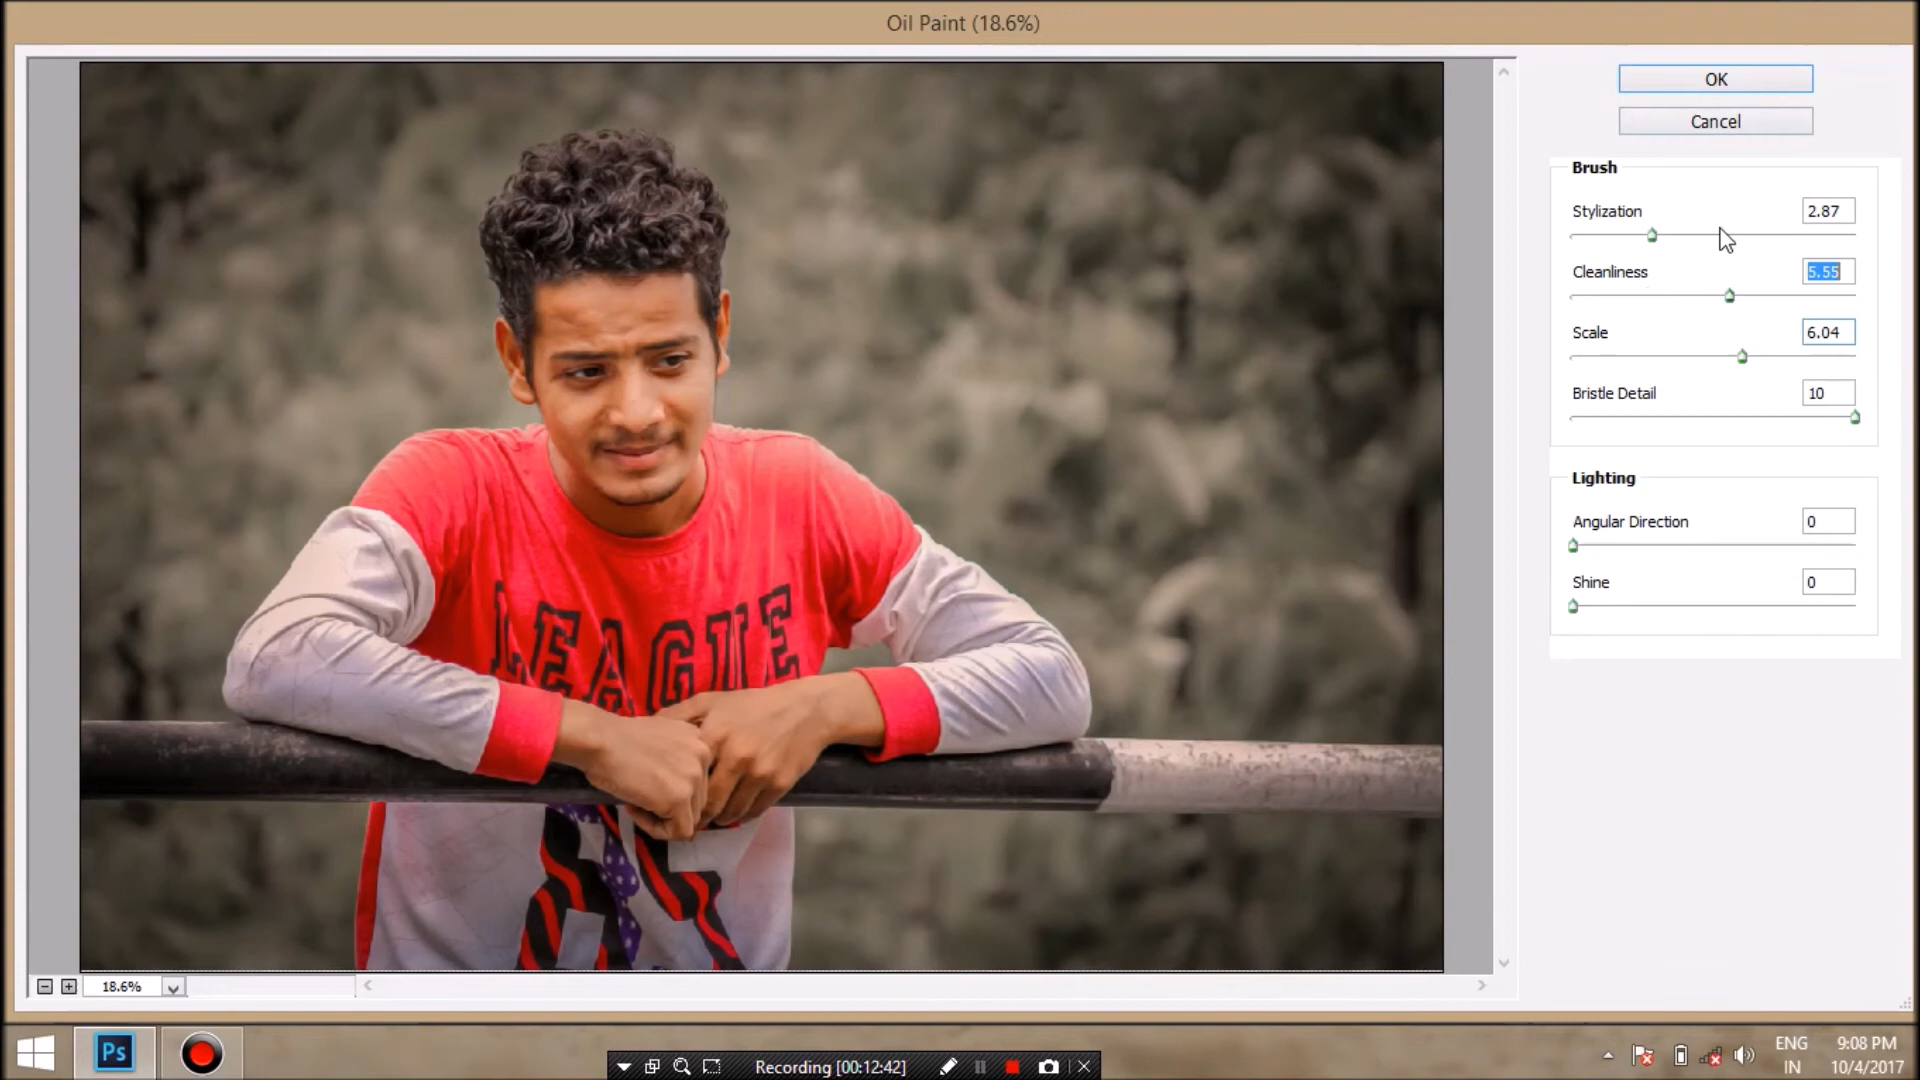 Oil Paint (18.6%)
OK
Cancel
Brush
Stylization 2.87
Cleanliness 5.55
Scale 6.04
Bristle Detail 10
Lighting
Angular Direction 0
Shine 0
LEAGUE
18.6%
Ps
Recording [00:12:42]
ENG 9:08 PM
IN 10/4/2017